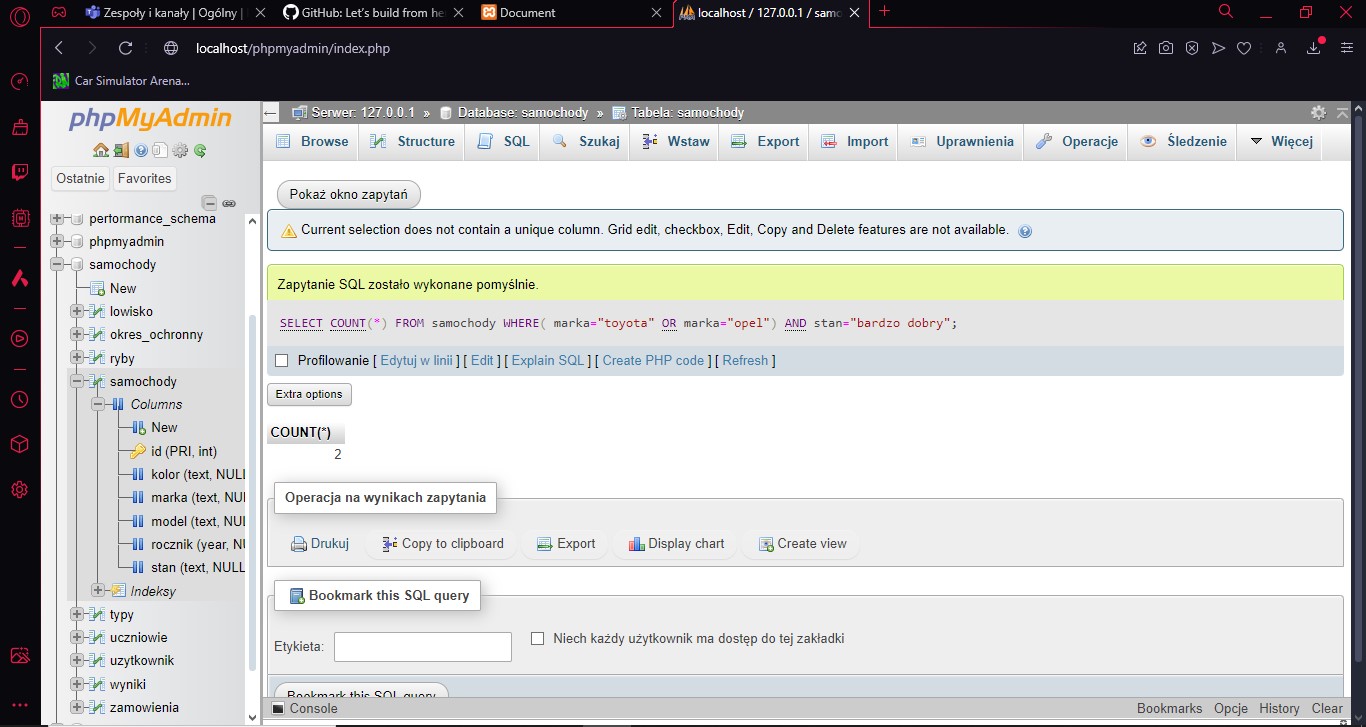 Zespoły i kanały | Ogólny |
GitHub: Let's build from he
Document
localhost / 127.0.0.1 / samo
localhost/phpmyadmin/index.php
Car Simulator Arena...
phpMyAdmin
Ostatnie
Favorites
performance_schema
phpmyadmin
samochody
New
lowisko
okres_ochronny
ryby
samochody
Columns
New
id (PRI, int)
kolor (text, NULL
marka (text, NUL
model (text, NUL
rocznik (year, NU
stan (text, NULL
Indeksy
typy
uczniowie
uzytkownik
wyniki
zamowienia
Serwer: 127.0.0.1 » Database: samochody » Tabela: samochody
Browse Structure SQL Szukaj Wstaw Export Import Uprawnienia Operacje Śledzenie Więcej
Pokaż okno zapytań
Current selection does not contain a unique column. Grid edit, checkbox, Edit, Copy and Delete features are not available.
Zapytanie SQL zostało wykonane pomyślnie.
SELECT COUNT(*) FROM samochody WHERE( marka="toyota" OR marka="opel") AND stan="bardzo dobry";
Profilowanie [ Edytuj w linii ] [ Edit ] [ Explain SQL ] [ Create PHP code ] [ Refresh ]
Extra options
COUNT(*)
2
Operacja na wynikach zapytania
Drukuj Copy to clipboard Export Display chart Create view
Bookmark this SQL query
Etykieta:
Niech każdy użytkownik ma dostęp do tej zakładki
Bookmark this SQL query
Console
Bookmarks Opcje History Clear